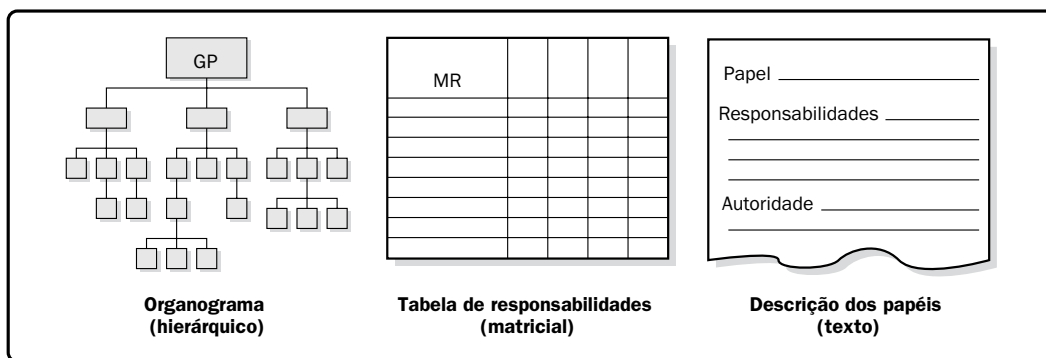 GP
Organograma
(hierárquico)
MR
Tabela de responsabilidades
(matricial)
Papel
Responsabilidades
Autoridade
Descrição dos papéis
(texto)